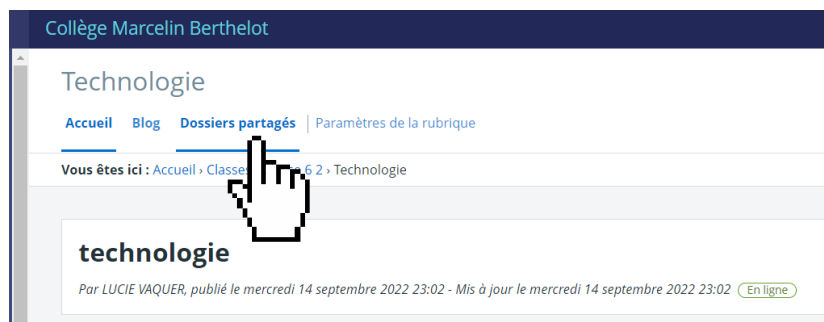 Collège Marcelin Berthelot
Technologie
Accueil Blog Dossiers partagés Paramètres de la rubrique
Vous êtes ici : Accueil › Classes 6 2 › Technologie
technologie
Par LUCIE VAQUER, publié le mercredi 14 septembre 2022 23:02 - Mis à jour le mercredi 14 septembre 2022 23:02 En ligne